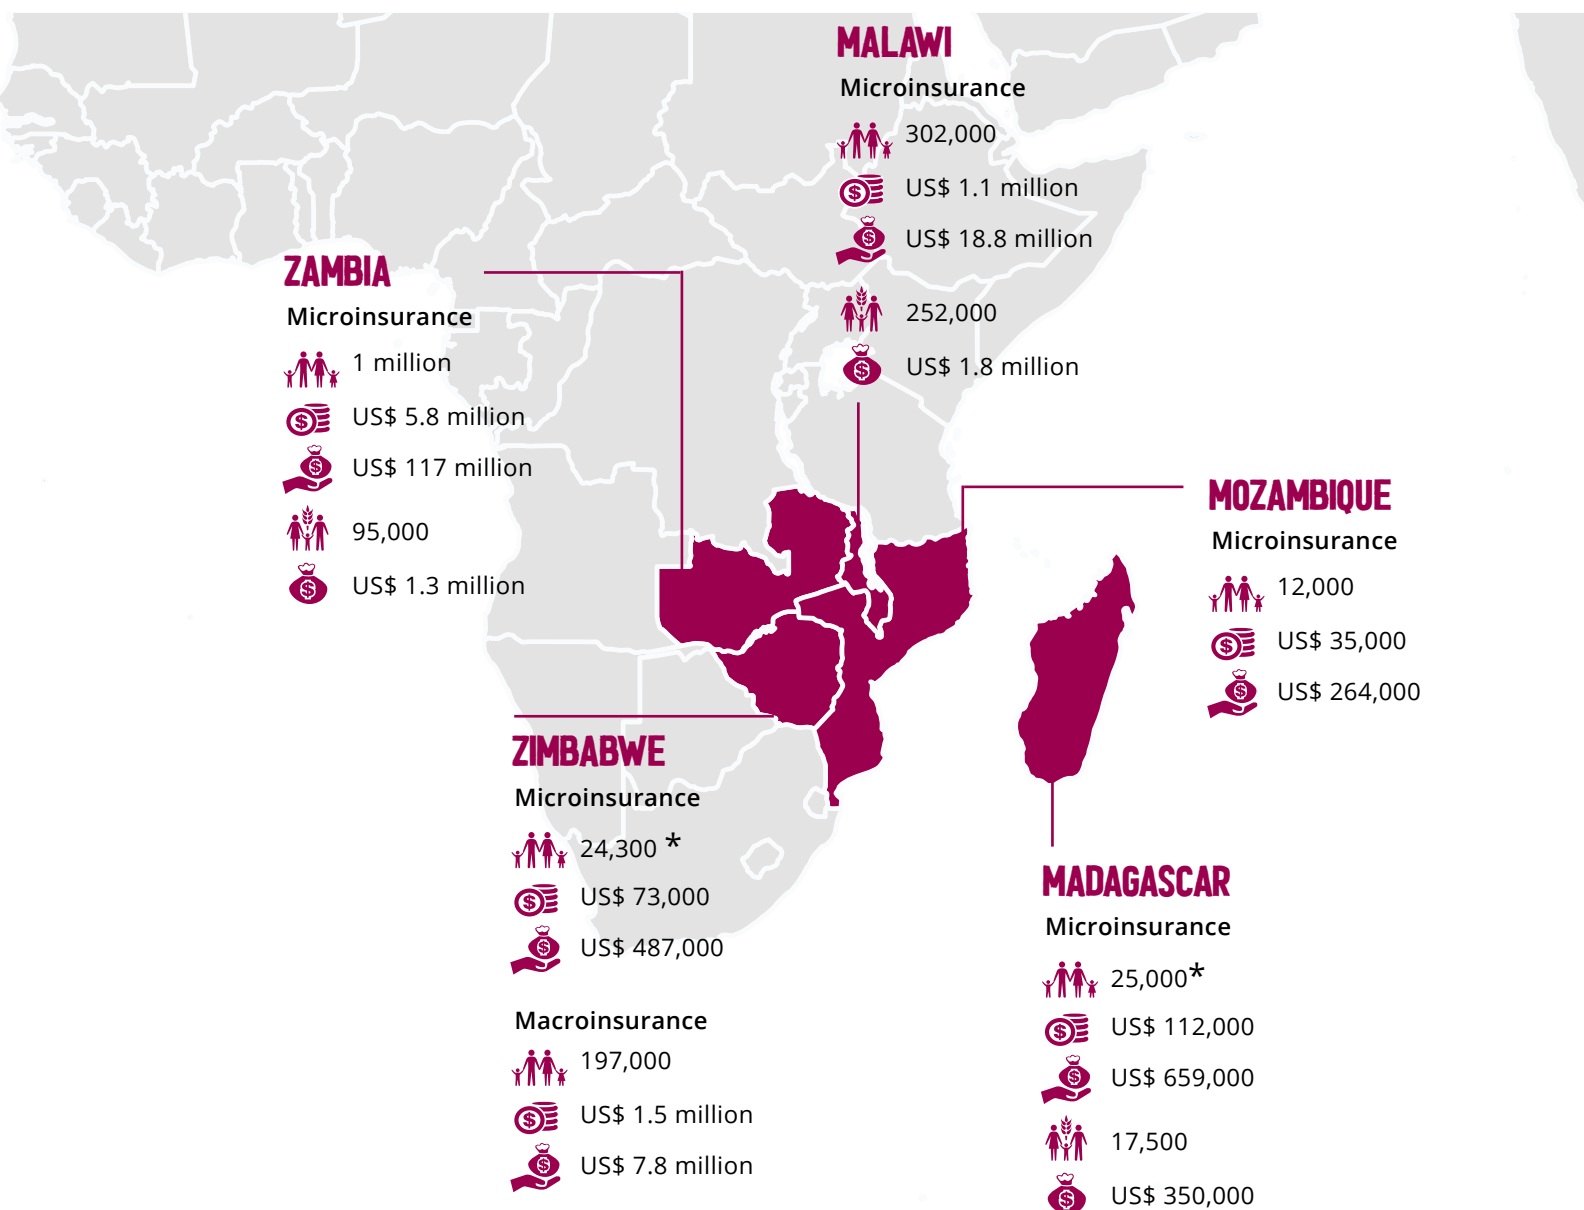 MALAWI
Microinsurance
302,000
US$ 1.1 million
US$ 18.8 million
252,000
US$ 1.8 million
ZAMBIA
Microinsurance
1 million
US$ 5.8 million
US$ 117 million
95,000
US$ 1.3 million
MOZAMBIQUE
Microinsurance
12,000
US$ 35,000
US$ 264,000
ZIMBABWE
Microinsurance
24,300 *
US$ 73,000
US$ 487,000
Macroinsurance
197,000
US$ 1.5 million
US$ 7.8 million
MADAGASCAR
Microinsurance
25,000*
US$ 112,000
US$ 659,000
17,500
US$ 350,000